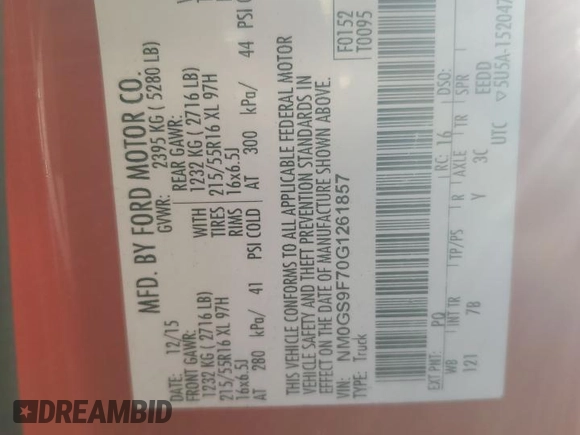 MFD. BY FORD MOTOR CO.
DATE: 12/15 GVWR: 2395 KG ( 5280 LB)
FRONT GAWR: REAR GAWR:
1232 KG ( 2716 LB) WITH 1232 KG ( 2716 LB)
215/55R16 XL 97H TIRES 215/55R16 XL 97H
16x6.5J RIMS 16x6.5J
AT 280 kPa/ 41 PSI COLD AT 300 kPa/ 44 PSI
THIS VEHICLE CONFORMS TO ALL APPLICABLE FEDERAL MOTOR
VEHICLE SAFETY AND THEFT PREVENTION STANDARDS IN
EFFECT ON THE DATE OF MANUFACTURE SHOWN ABOVE.
VIN: NM0GS9F70G1261857 F0152
TYPE: Truck T0095
EXT PNT: PQ RC: 16 DSO:
WB INT TR TP/PS R AXLE TR SPR
121 7B Y 3C EEDD
UTC ▽5U5A-152047
DREAMBID